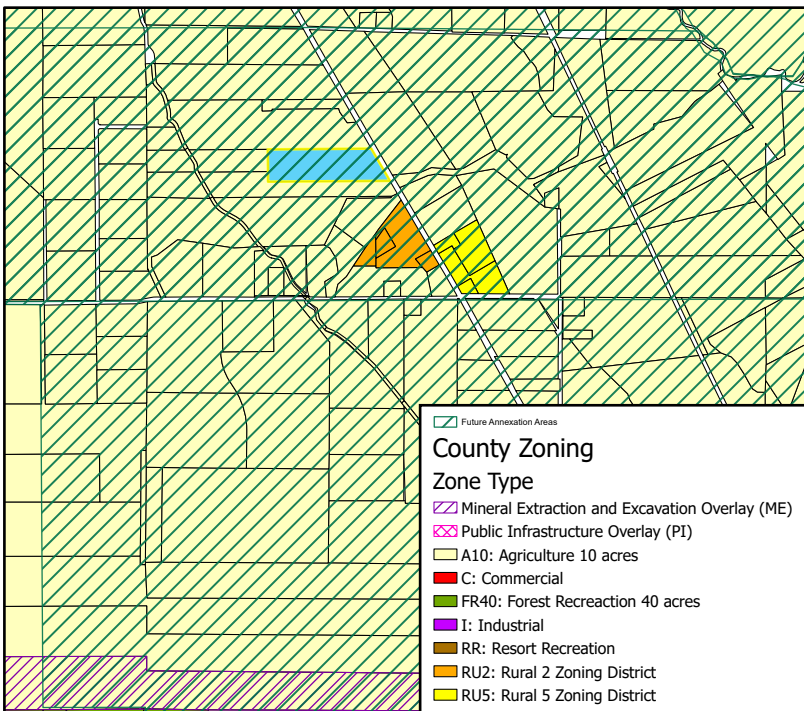 Future Annexation Areas
County Zoning
Zone Type
Mineral Extraction and Excavation Overlay (ME)
Public Infrastructure Overlay (PI)
A10: Agriculture 10 acres
C: Commercial
FR40: Forest Recreaction 40 acres
I: Industrial
RR: Resort Recreation
RU2: Rural 2 Zoning District
RU5: Rural 5 Zoning District